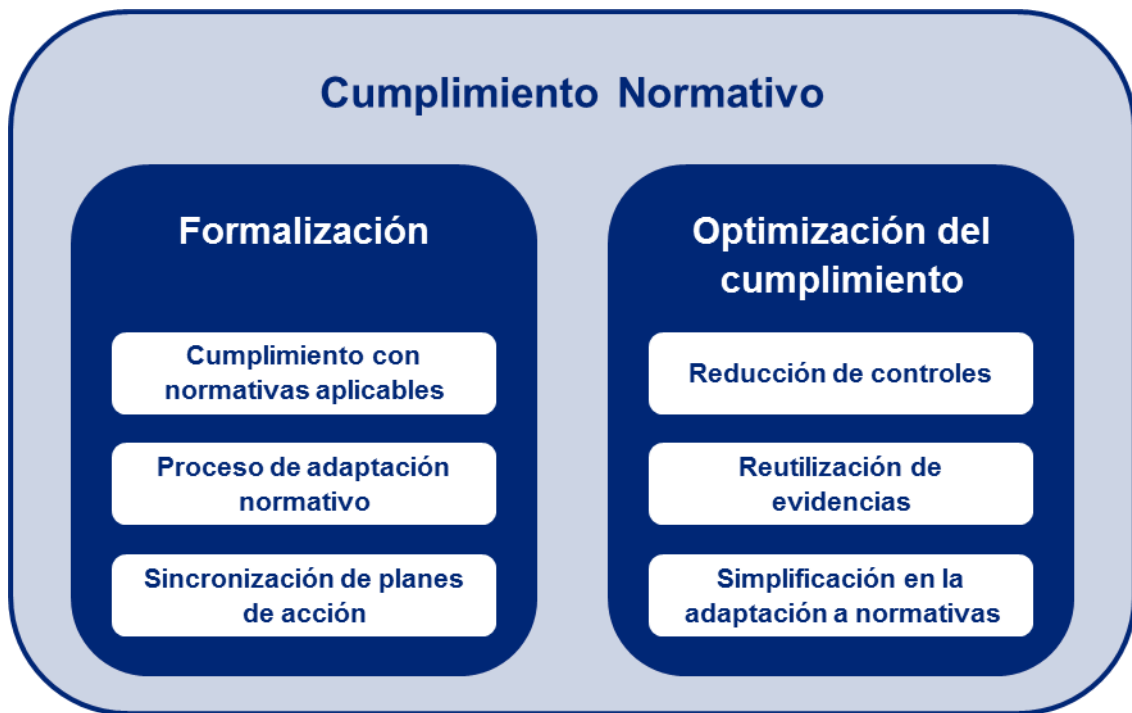 Cumplimiento Normativo
Formalización
Cumplimiento con
normativas aplicables
Proceso de adaptación
normativo
Sincronización de planes
de acción
Optimización del
cumplimiento
Reducción de controles
Reutilización de
evidencias
Simplificación en la
adaptación a normativas